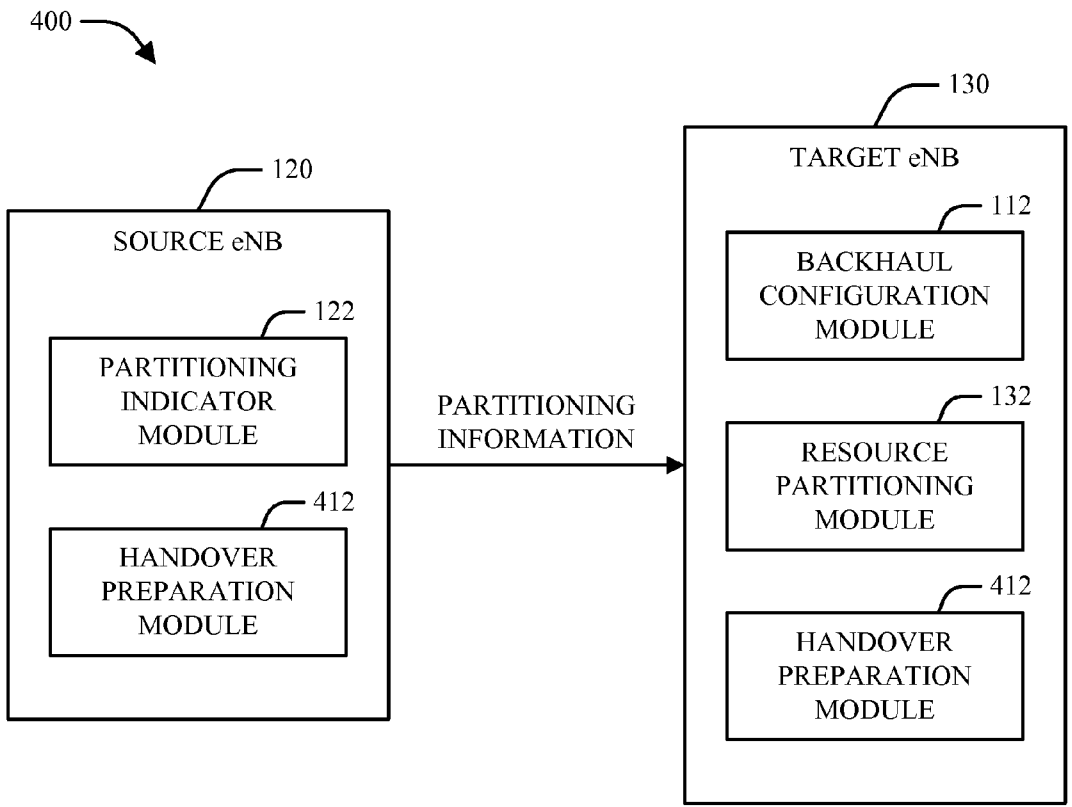 400
120
SOURCE eNB
122
PARTITIONING
INDICATOR
MODULE
412
HANDOVER
PREPARATION
MODULE
PARTITIONING
INFORMATION
130
TARGET eNB
112
BACKHAUL
CONFIGURATION
MODULE
132
RESOURCE
PARTITIONING
MODULE
412
HANDOVER
PREPARATION
MODULE